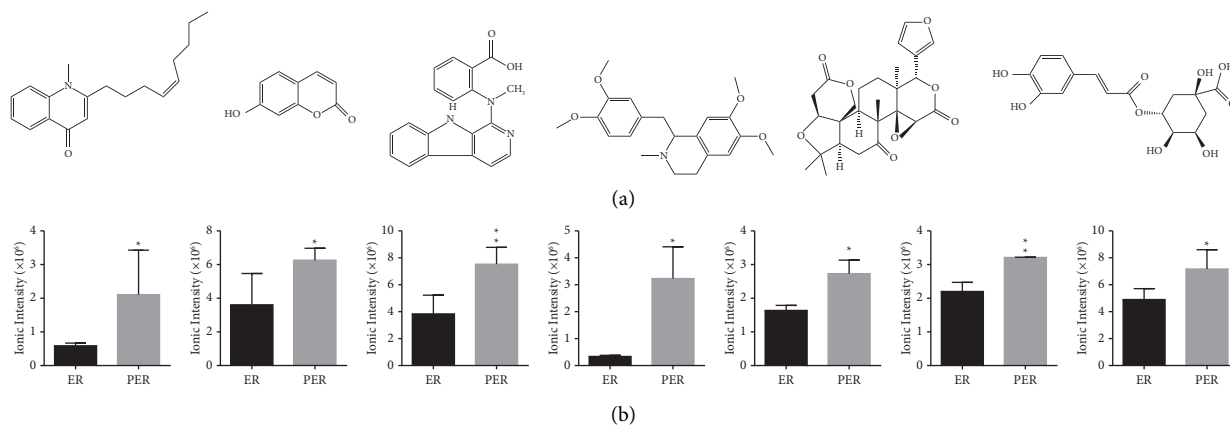 N
O
HO
O
O
O
OH
N
CH₃
H
N
N
O
O
N
O
O
O
O
O
O
H
H
O
O
O
O
O
HO
HO
O
O
OH
O
OH
HO
OH
(a)
Ionic Intensity (×10⁶)
4
3
2
1
0
*
ER PER
Ionic Intensity (×10⁶)
8
6
4
2
0
*
ER PER
Ionic Intensity (×10⁶)
10
8
6
4
2
0
*
*
ER PER
Ionic Intensity (×10⁶)
5
4
3
2
1
0
*
ER PER
Ionic Intensity (×10⁶)
4
3
2
1
0
*
ER PER
Ionic Intensity (×10⁶)
4
3
2
1
0
*
*
ER PER
Ionic Intensity (×10⁶)
10
8
6
4
2
0
*
ER PER
(b)